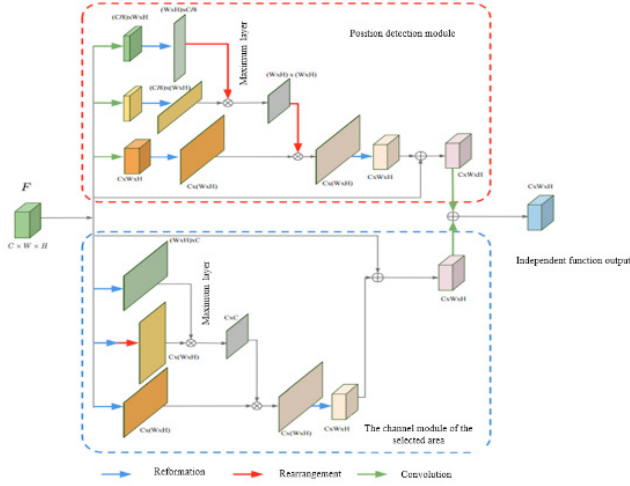 (C/8)xWxH
(WxH)xC/8
Maximum layer
Position detection module
(C/8)x(WxH)
(WxH) x (WxH)
CxWxH
Cx(WxH)
Cx(WxH)
CxWxH
CxWxH
F
C × W × H
CxWxH
Independent function output
(WxH)xC
Maximum layer
CxC
CxWxH
Cx(WxH)
Cx(WxH)
Cx(WxH)
CxWxH
The channel module of the
selected area
Reformation
Rearrangement
Convolution